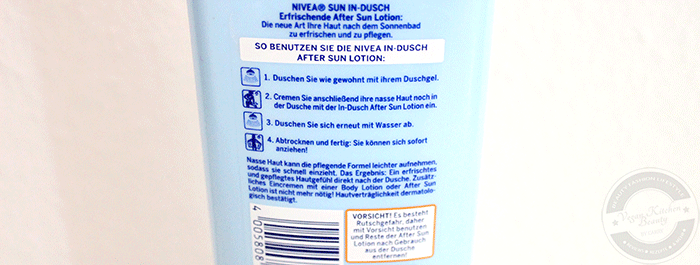 NIVEA® SUN IN-DUSCH
Erfrischende After Sun Lotion:
Die neue Art Ihre Haut nach dem Sonnenbad
zu erfrischen und zu pflegen.
SO BENUTZEN SIE DIE NIVEA IN-DUSCH
AFTER SUN LOTION:
1. Duschen Sie wie gewohnt mit ihrem Duschgel.
2. Cremen Sie anschließend ihre nasse Haut noch in
der Dusche mit der In-Dusch After Sun Lotion ein.
3. Duschen Sie sich erneut mit Wasser ab.
4. Abtrocknen und fertig: Sie können sich sofort
anziehen!
Nasse Haut kann die pflegende Formel leichter aufnehmen,
sodass sie schnell einzieht. Das Ergebnis: Ein erfrischtes
und gepflegtes Hautgefühl direkt nach der Dusche. Zusätz-
liches Eincremen mit einer Body Lotion oder After Sun
Lotion ist nicht mehr nötig! Hautverträglichkeit dermatolo-
gisch bestätigt.
VORSICHT! Es besteht
Rutschgefahr, daher
mit Vorsicht benutzen
und Reste der After Sun
Lotion nach Gebrauch
aus der Dusche
entfernen!
4 005808